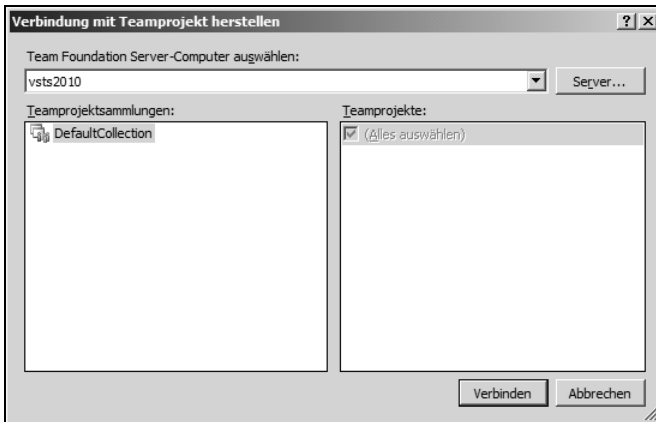 Verbindung mit Teamprojekt herstellen
Team Foundation Server-Computer auswählen:
vsts2010
Server...
Teamprojektsammlungen:
Teamprojekte:
DefaultCollection
(Alles auswählen)
Verbinden
Abbrechen